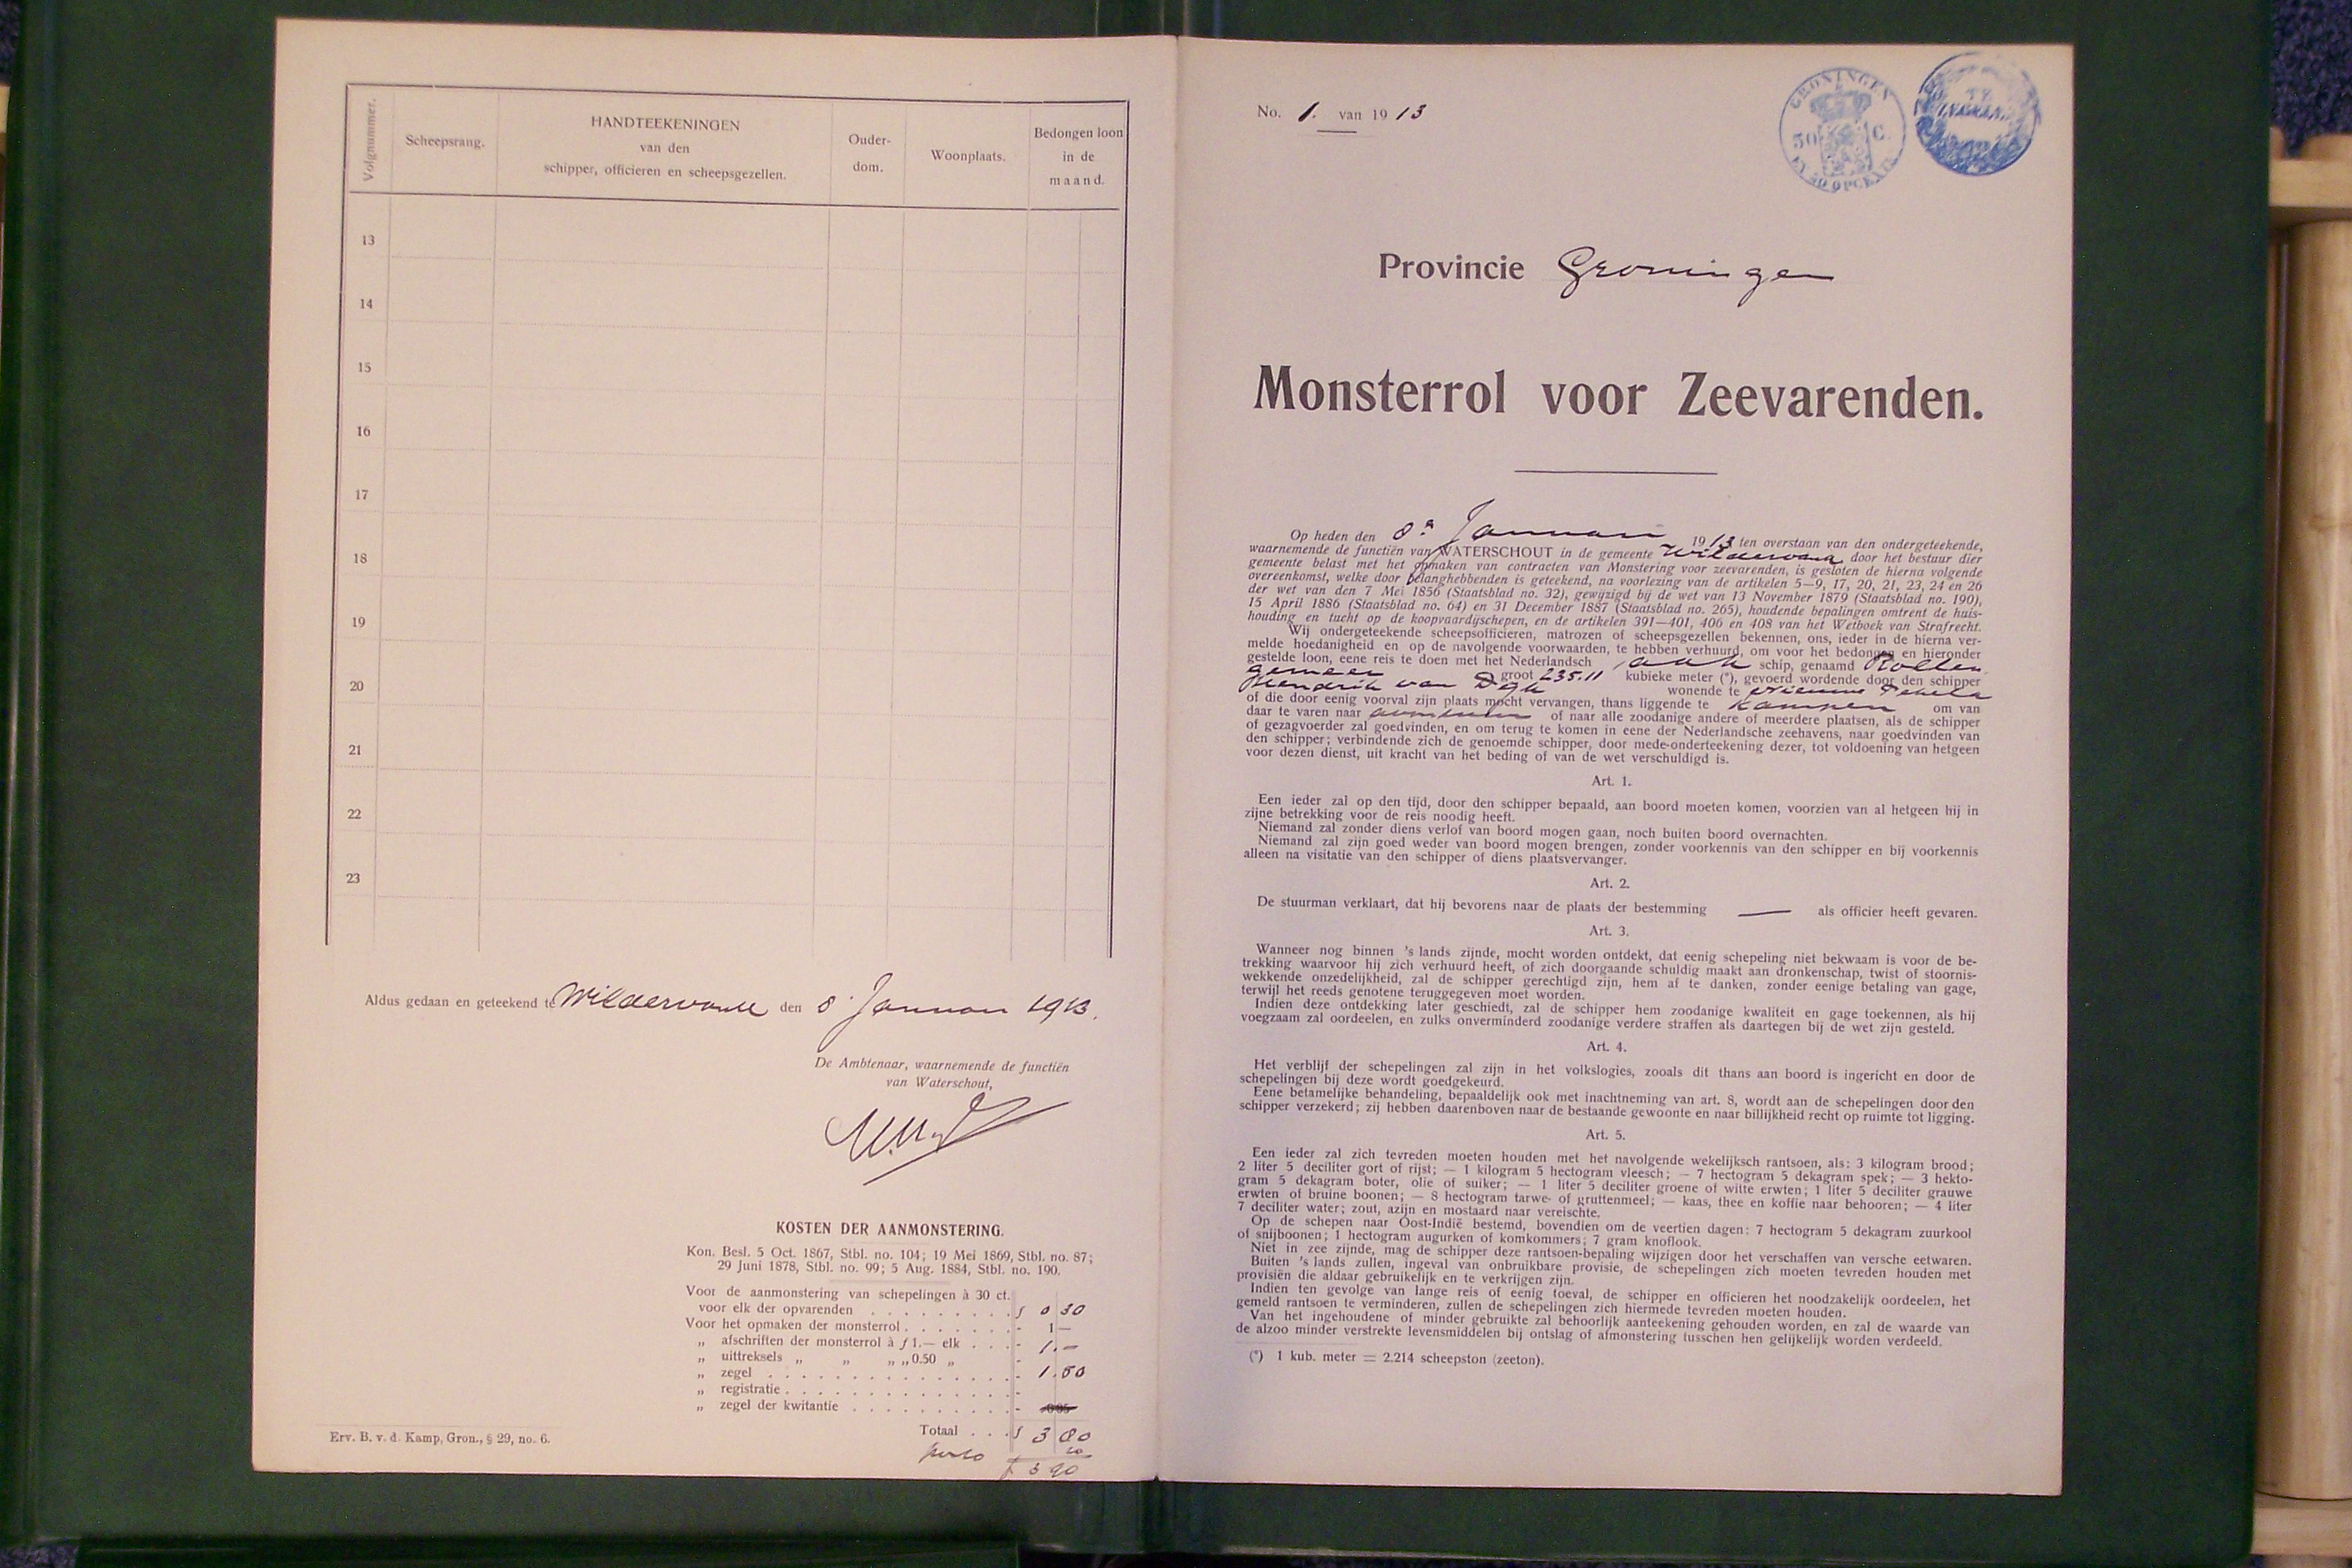 Volgnummer.
Scheepsrang.
HANDTEEKENINGEN
van den
schipper, officieren en scheepsgezellen.
Ouder-
dom.
Woonplaats.
Bedongen loon
in de
maand.
13
14
15
16
17
18
19
20
21
22
23
Aldus gedaan en geteekend te Wildervank den 8 Januari 1913.
De Ambtenaar, waarnemende de functiën
van Waterschout,
KOSTEN DER AANMONSTERING.
Kon. Besl. 5 Oct. 1867, Stbl. no. 104; 19 Mei 1869, Stbl. no. 87;
29 Juni 1878, Stbl. no. 99; 5 Aug. 1884, Stbl. no. 190.
Voor de aanmonstering van schepelingen à 30 ct.
voor elk der opvarenden . . . . . . . . . ƒ 0 30
Voor het opmaken der monsterrol . . . . . . . - 1 —
„ afschriften der monsterrol à ƒ 1.— elk . . . - 1.—
„ uittreksels „ „ „ „ 0.50 „ -
„ zegel . . . . . . . . . . . . . . . - 1.50
„ registratie . . . . . . . . . . . . . -
„ zegel der kwitantie . . . . . . . . . . -
Totaal . . . ƒ 3 80
porto 10
ƒ 3 90
Erv. B. v. d. Kamp, Gron., § 29, no. 6.
No. 1. van 1913
GRONINGEN
50 C.
EN 50 OPCENTEN
Provincie Groningen
Monsterrol voor Zeevarenden.
Op heden den 8n Januari 1913 ten overstaan van den ondergeteekende,
waarnemende de functiën van WATERSCHOUT in de gemeente Wildervank door het bestuur dier
gemeente belast met het opmaken van contracten van Monstering voor zeevarenden, is gesloten de hierna volgende
overeenkomst, welke door belanghebbenden is geteekend, na voorlezing van de artikelen 5—9, 17, 20, 21, 23, 24 en 26
der wet van den 7 Mei 1856 (Staatsblad no. 32), gewijzigd bij de wet van 13 November 1879 (Staatsblad no. 190),
15 April 1886 (Staatsblad no. 64) en 31 December 1887 (Staatsblad no. 265), houdende bepalingen omtrent de huis-
houding en tucht op de koopvaardijschepen, en de artikelen 391—401, 406 en 408 van het Wetboek van Strafrecht.
Wij ondergeteekende scheepsofficieren, matrozen of scheepsgezellen bekennen, ons, ieder in de hierna ver-
melde hoedanigheid en op de navolgende voorwaarden, te hebben verhuurd, om voor het bedongen en hieronder
gestelde loon, eene reis te doen met het Nederlandsch aak schip, genaamd
groot 235.11 kubieke meter (*), gevoerd wordende door den schipper
Hendrik van Dijk wonende te Nieuwe Pekela
of die door eenig voorval zijn plaats mocht vervangen, thans liggende te Kampen om van
daar te varen naar of naar alle zoodanige andere of meerdere plaatsen, als de schipper
of gezagvoerder zal goedvinden, en om terug te komen in eene der Nederlandsche zeehavens, naar goedvinden van
den schipper; verbindende zich de genoemde schipper, door mede-onderteekening dezer, tot voldoening van hetgeen
voor dezen dienst, uit kracht van het beding of van de wet verschuldigd is.
Art. 1.
Een ieder zal op den tijd, door den schipper bepaald, aan boord moeten komen, voorzien van al hetgeen hij in
zijne betrekking voor de reis noodig heeft.
Niemand zal zonder diens verlof van boord mogen gaan, noch buiten boord overnachten.
Niemand zal zijn goed weder van boord mogen brengen, zonder voorkennis van den schipper en bij voorkennis
alleen na visitatie van den schipper of diens plaatsvervanger.
Art. 2.
De stuurman verklaart, dat hij bevorens naar de plaats der bestemming — als officier heeft gevaren.
Art. 3.
Wanneer nog binnen 's lands zijnde, mocht worden ontdekt, dat eenig schepeling niet bekwaam is voor de be-
trekking waarvoor hij zich verhuurd heeft, of zich doorgaande schuldig maakt aan dronkenschap, twist of stoornis-
wekkende onzedelijkheid, zal de schipper gerechtigd zijn, hem af te danken, zonder eenige betaling van gage,
terwijl het reeds genotene teruggegeven moet worden.
Indien deze ontdekking later geschiedt, zal de schipper hem zoodanige kwaliteit en gage toekennen, als hij
voegzaam zal oordeelen, en zulks onverminderd zoodanige verdere straffen als daartegen bij de wet zijn gesteld.
Art. 4.
Het verblijf der schepelingen zal zijn in het volkslogies, zooals dit thans aan boord is ingericht en door de
schepelingen bij deze wordt goedgekeurd.
Eene betamelijke behandeling, bepaaldelijk ook met inachtneming van art. 8, wordt aan de schepelingen door den
schipper verzekerd; zij hebben daarenboven naar de bestaande gewoonte en naar billijkheid recht op ruimte tot ligging.
Art. 5.
Een ieder zal zich tevreden moeten houden met het navolgende wekelijksch rantsoen, als: 3 kilogram brood;
2 liter 5 deciliter gort of rijst; — 1 kilogram 5 hectogram vleesch; — 7 hectogram 5 dekagram spek; — 3 hekto-
gram 5 dekagram boter, olie of suiker; — 1 liter 5 deciliter groene of witte erwten; 1 liter 5 deciliter grauwe
erwten of bruine boonen; — 8 hectogram tarwe- of gruttenmeel; — kaas, thee en koffie naar behooren; — 4 liter
7 deciliter water; zout, azijn en mostaard naar vereischte.
Op de schepen naar Oost-Indië bestemd, bovendien om de veertien dagen: 7 hectogram 5 dekagram zuurkool
of snijboonen; 1 hectogram augurken of komkommers; 7 gram knoflook.
Niet in zee zijnde, mag de schipper deze rantsoen-bepaling wijzigen door het verschaffen van versche eetwaren.
Buiten 's lands zullen, ingeval van onbruikbare provisie, de schepelingen zich moeten tevreden houden met
provisiën die aldaar gebruikelijk en te verkrijgen zijn.
Indien ten gevolge van lange reis of eenig toeval, de schipper en officieren het noodzakelijk oordeelen, het
gemeld rantsoen te verminderen, zullen de schepelingen zich hiermede tevreden moeten houden.
Van het ingehoudene of minder gebruikte zal behoorlijk aanteekening gehouden worden, en zal de waarde van
de alzoo minder verstrekte levensmiddelen bij ontslag of afmonstering tusschen hen gelijkelijk worden verdeeld.
(*) 1 kub. meter = 2.214 scheepston (zeeton).